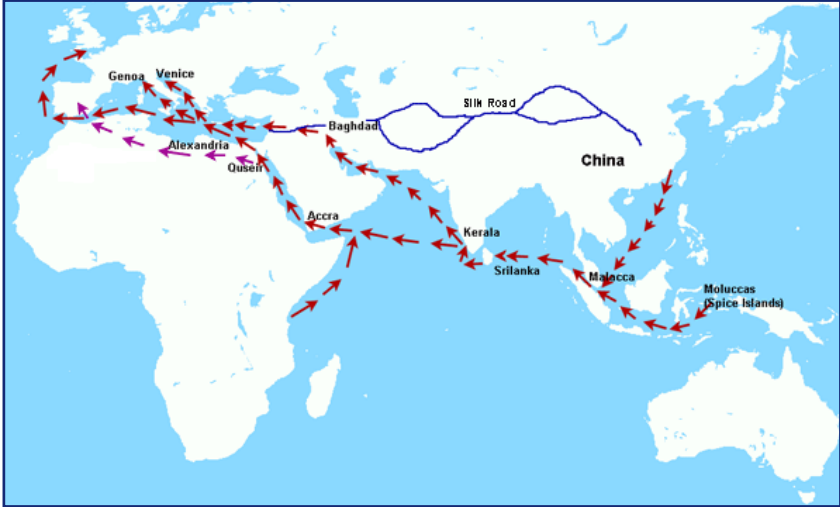 Genoa
Venice
Silk Road
Baghdad
Alexandria
China
Quseir
Accra
Kerala
Srilanka
Malacca
Moluccas
(Spice Islands)